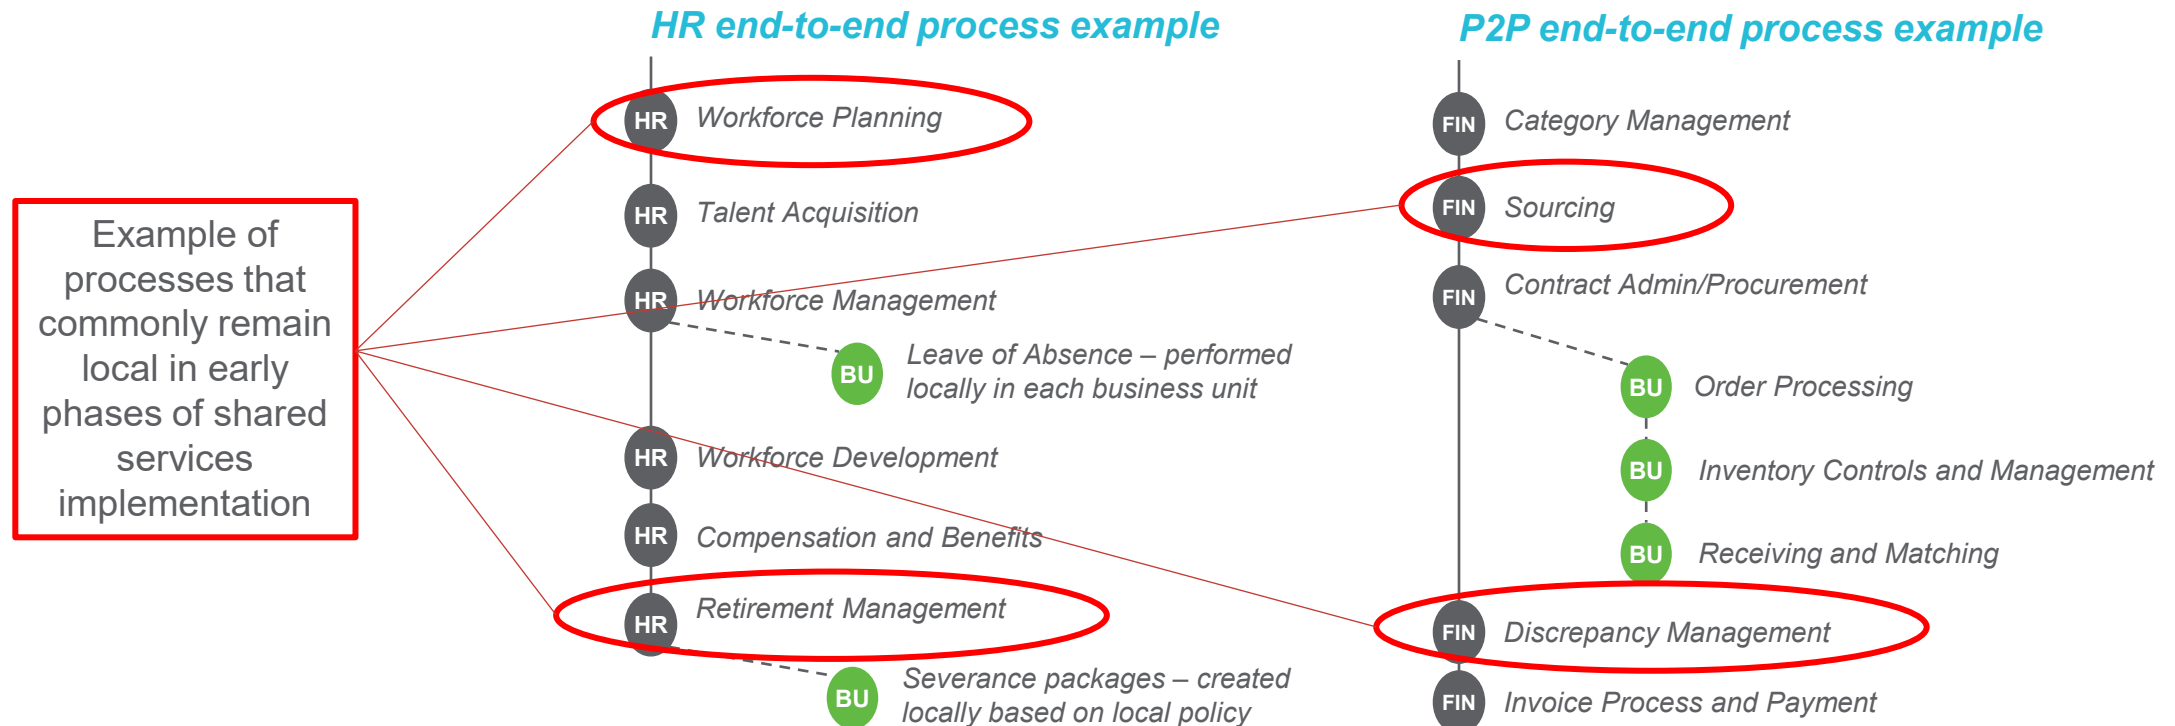 HR end-to-end process example
P2P end-to-end process example
Example of
processes that
commonly remain
local in early
phases of shared
services
implementation
HR Workforce Planning
HR Talent Acquisition
HR Workforce Management
BU Leave of Absence – performed
locally in each business unit
HR Workforce Development
HR Compensation and Benefits
HR Retirement Management
BU Severance packages – created
locally based on local policy
FIN Category Management
FIN Sourcing
FIN Contract Admin/Procurement
BU Order Processing
BU Inventory Controls and Management
BU Receiving and Matching
FIN Discrepancy Management
FIN Invoice Process and Payment